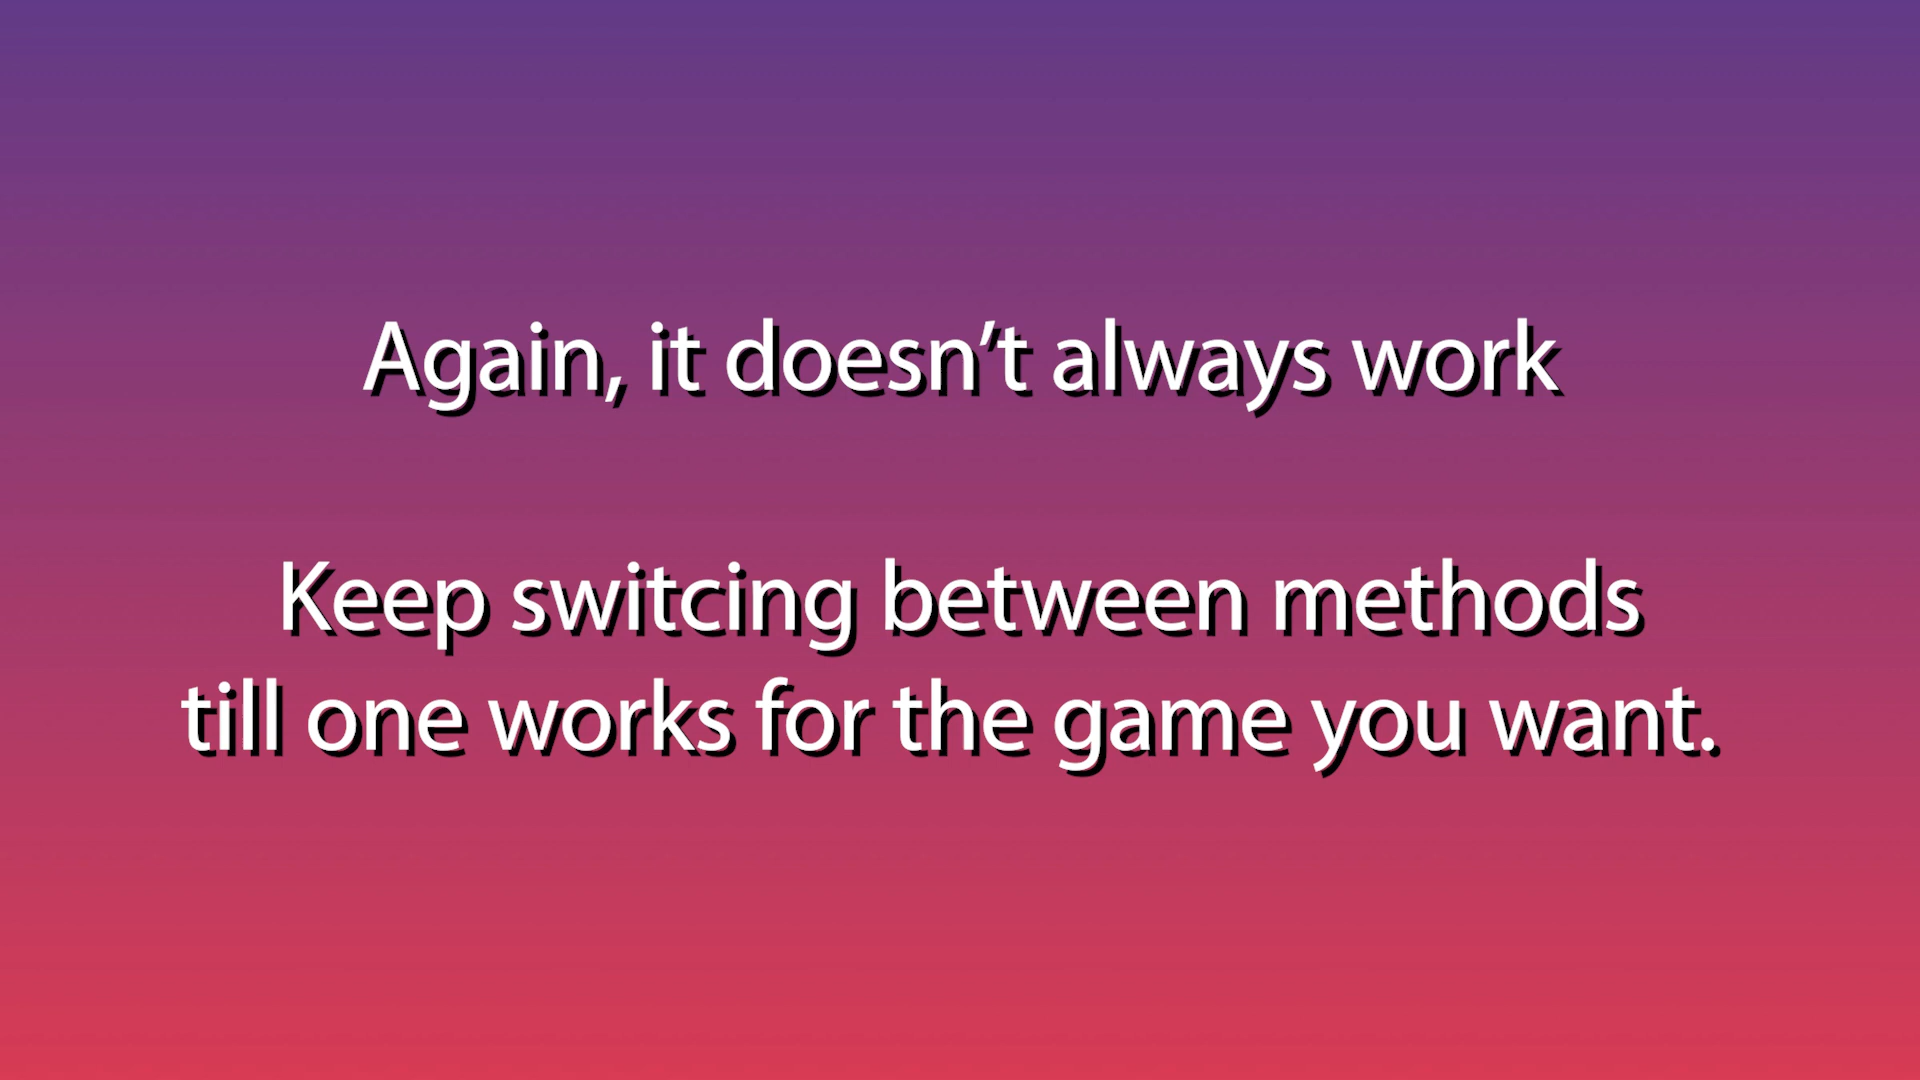 Again, it doesn’t always work
Keep switcing between methods
till one works for the game you want.